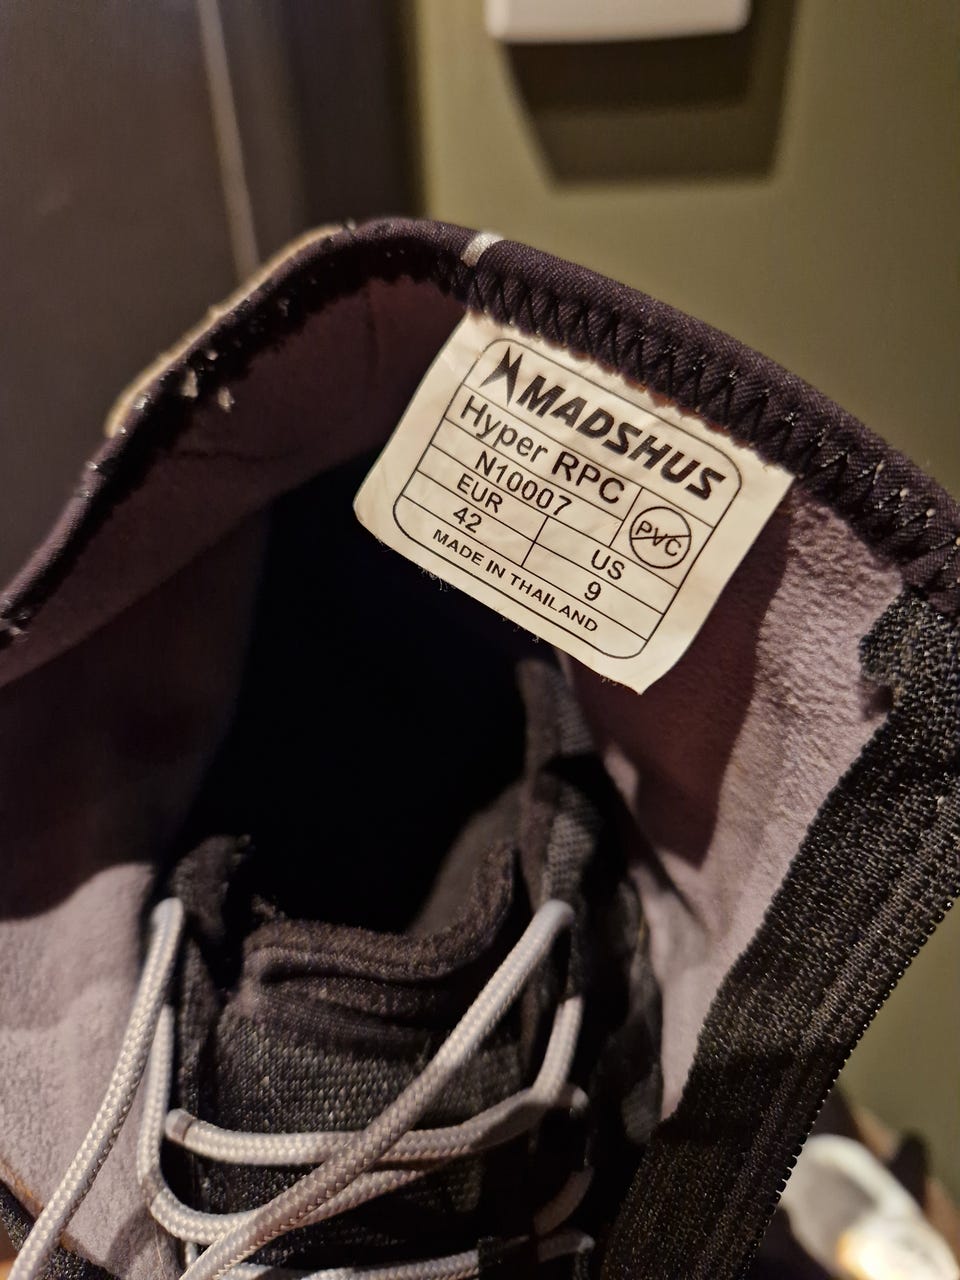 MADSHUS
Hyper RPC
N10007
PVC
EUR US
42 9
MADE IN THAILAND